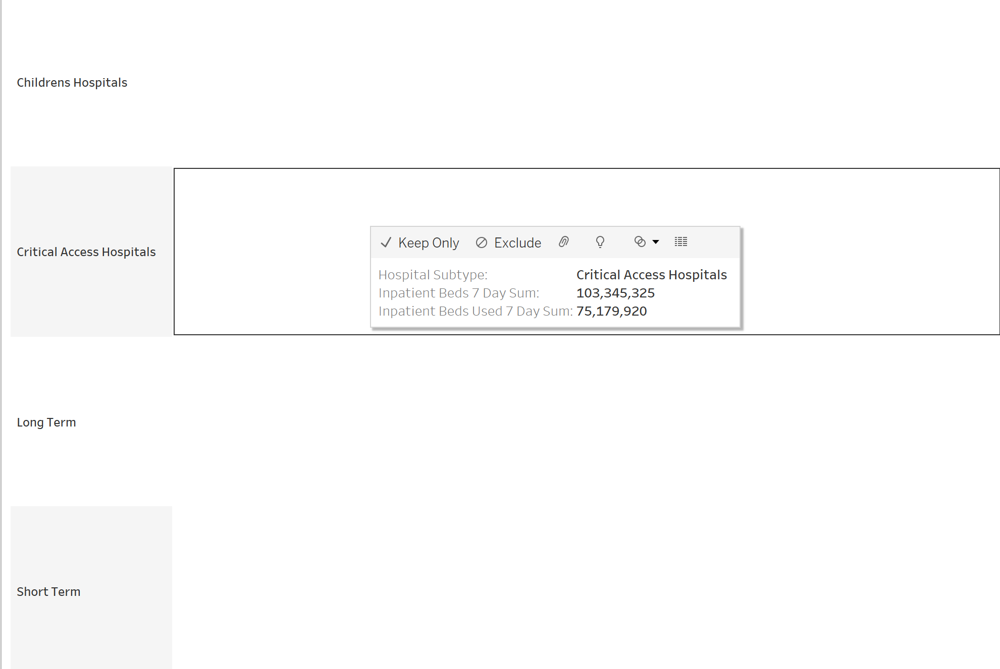 Childrens Hospitals
Critical Access Hospitals
Keep Only Exclude
Hospital Subtype: Critical Access Hospitals
Inpatient Beds 7 Day Sum: 103,345,325
Inpatient Beds Used 7 Day Sum: 75,179,920
Long Term
Short Term